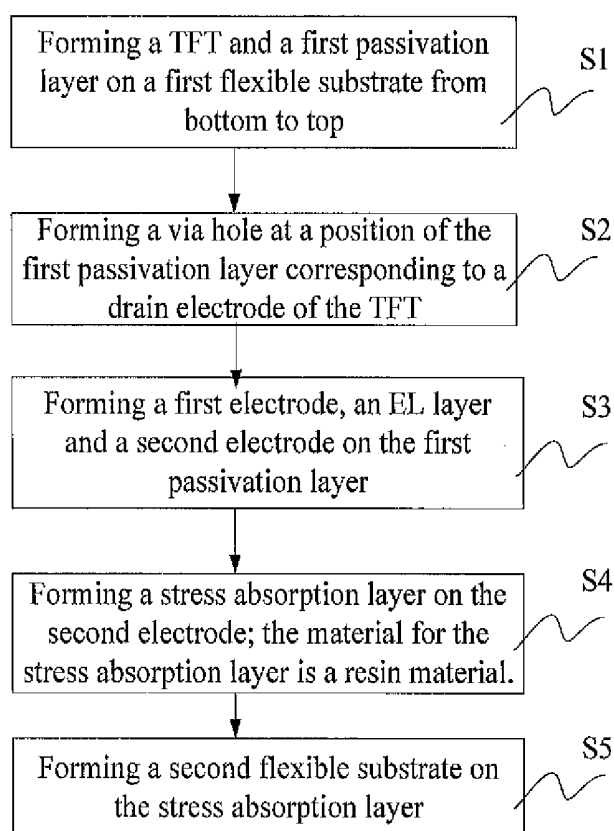 Forming a TFT and a first passivation
layer on a first flexible substrate from
bottom to top
S1
Forming a via hole at a position of the
first passivation layer corresponding to a
drain electrode of the TFT
S2
Forming a first electrode, an EL layer
and a second electrode on the first
passivation layer
S3
Forming a stress absorption layer on the
second electrode; the material for the
stress absorption layer is a resin material.
S4
Forming a second flexible substrate on
the stress absorption layer
S5